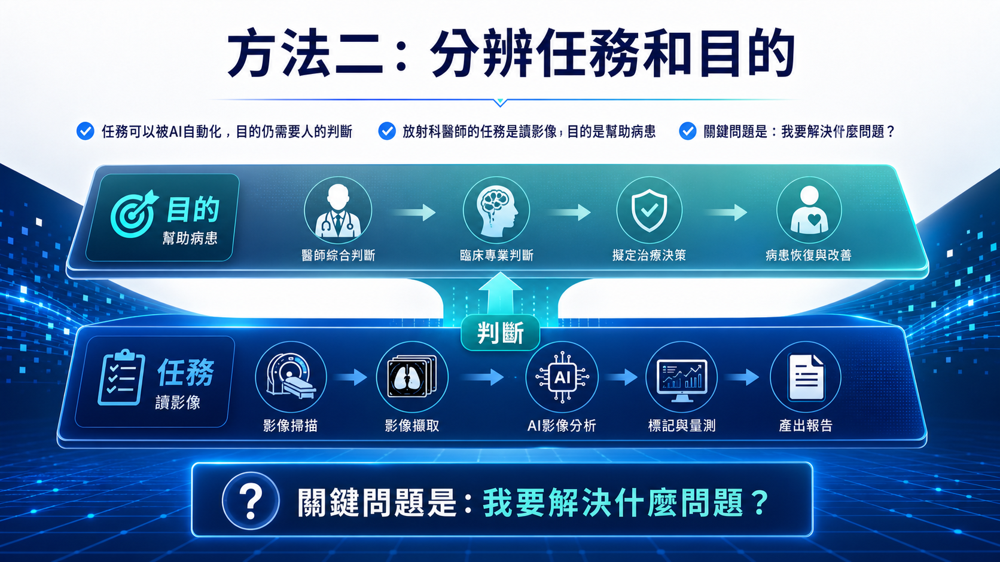 方法二：分辨任務和目的
任務可以被AI自動化，目的仍需要人的判斷
放射科醫師的任務是讀影像；目的是幫助病患
關鍵問題是：我要解決什麼問題？
目的
幫助病患
醫師綜合判斷
臨床專業判斷
擬定治療決策
病患恢復與改善
判斷
任務
讀影像
AI
影像掃描
影像擷取
AI影像分析
標記與量測
產出報告
?
關鍵問題是：我要解決什麼問題？